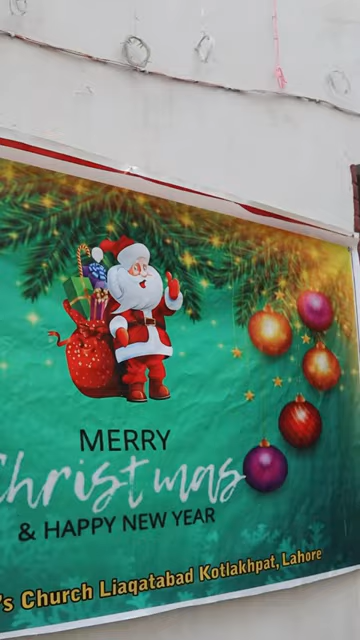 MERRY
Christmas
& HAPPY NEW YEAR
's Church Liaqatabad Kotlakhpat, Lahore